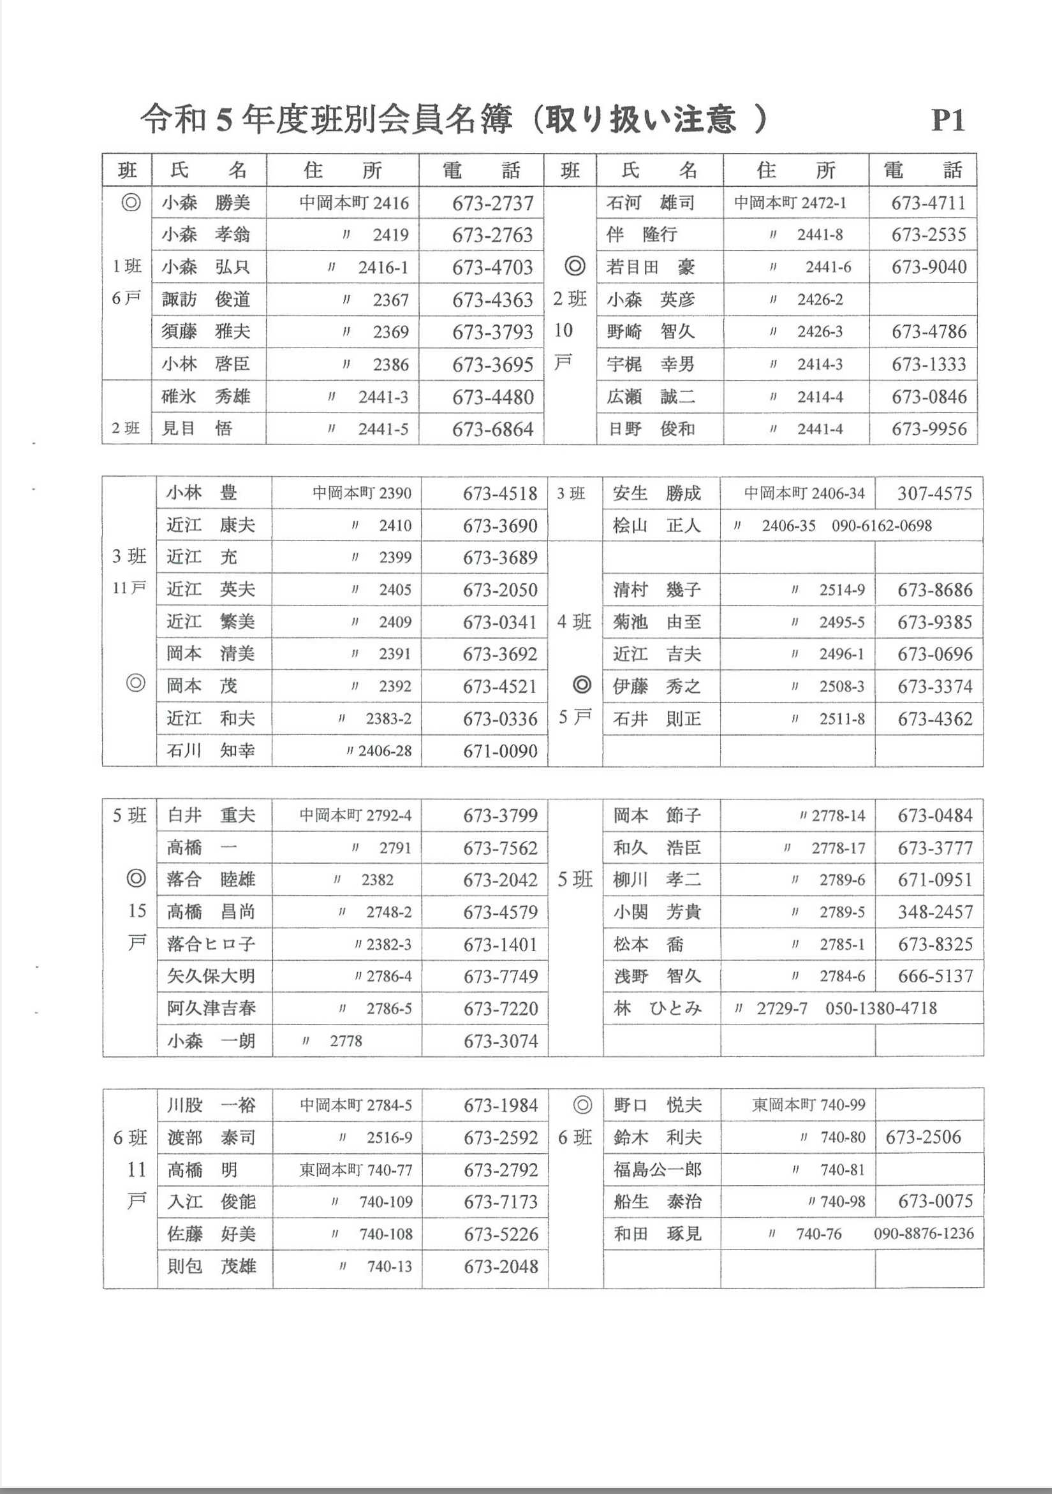 令和5年度班別会員名簿（取り扱い注意 ） P1
班 氏 名 住 所 電 話 班 氏 名 住 所 電 話
◎ 小森 勝美 中岡本町 2416 673-2737 石河 雄司 中岡本町 2472-1 673-4711
小森 孝翁 〃 2419 673-2763 伴 隆行 〃 2441-8 673-2535
1班 小森 弘只 〃 2416-1 673-4703 ◎ 若目田 豪 〃 2441-6 673-9040
6戸 諏訪 俊道 〃 2367 673-4363 2班 小森 英彦 〃 2426-2
須藤 雅夫 〃 2369 673-3793 10 野崎 智久 〃 2426-3 673-4786
小林 啓臣 〃 2386 673-3695 戸 宇梶 幸男 〃 2414-3 673-1333
碓氷 秀雄 〃 2441-3 673-4480 広瀬 誠二 〃 2414-4 673-0846
2班 見目 悟 〃 2441-5 673-6864 日野 俊和 〃 2441-4 673-9956
小林 豊 中岡本町 2390 673-4518 3班 安生 勝成 中岡本町 2406-34 307-4575
近江 康夫 〃 2410 673-3690 桧山 正人 〃 2406-35 090-6162-0698
3班 近江 充 〃 2399 673-3689
11戸 近江 英夫 〃 2405 673-2050 清村 幾子 〃 2514-9 673-8686
近江 繁美 〃 2409 673-0341 4班 菊池 由至 〃 2495-5 673-9385
岡本 清美 〃 2391 673-3692 近江 吉夫 〃 2496-1 673-0696
◎ 岡本 茂 〃 2392 673-4521 ◎ 伊藤 秀之 〃 2508-3 673-3374
近江 和夫 〃 2383-2 673-0336 5戸 石井 則正 〃 2511-8 673-4362
石川 知幸 〃2406-28 671-0090
5班 白井 重夫 中岡本町 2792-4 673-3799 岡本 節子 〃2778-14 673-0484
高橋 一 〃 2791 673-7562 和久 浩臣 〃 2778-17 673-3777
◎ 落合 睦雄 〃 2382 673-2042 5班 柳川 孝二 〃 2789-6 671-0951
15 高橋 昌尚 〃 2748-2 673-4579 小関 芳貴 〃 2789-5 348-2457
戸 落合ヒロ子 〃2382-3 673-1401 松本 喬 〃 2785-1 673-8325
矢久保大明 〃2786-4 673-7749 浅野 智久 〃 2784-6 666-5137
阿久津吉春 〃 2786-5 673-7220 林 ひとみ 〃 2729-7 050-1380-4718
小森 一朗 〃 2778 673-3074
川股 一裕 中岡本町 2784-5 673-1984 ◎ 野口 悦夫 東岡本町 740-99
6班 渡部 泰司 〃 2516-9 673-2592 6班 鈴木 利夫 〃 740-80 673-2506
11 高橋 明 東岡本町 740-77 673-2792 福島公一郎 〃 740-81
戸 入江 俊能 〃 740-109 673-7173 船生 泰治 〃740-98 673-0075
佐藤 好美 〃 740-108 673-5226 和田 琢見 〃 740-76 090-8876-1236
則包 茂雄 〃 740-13 673-2048